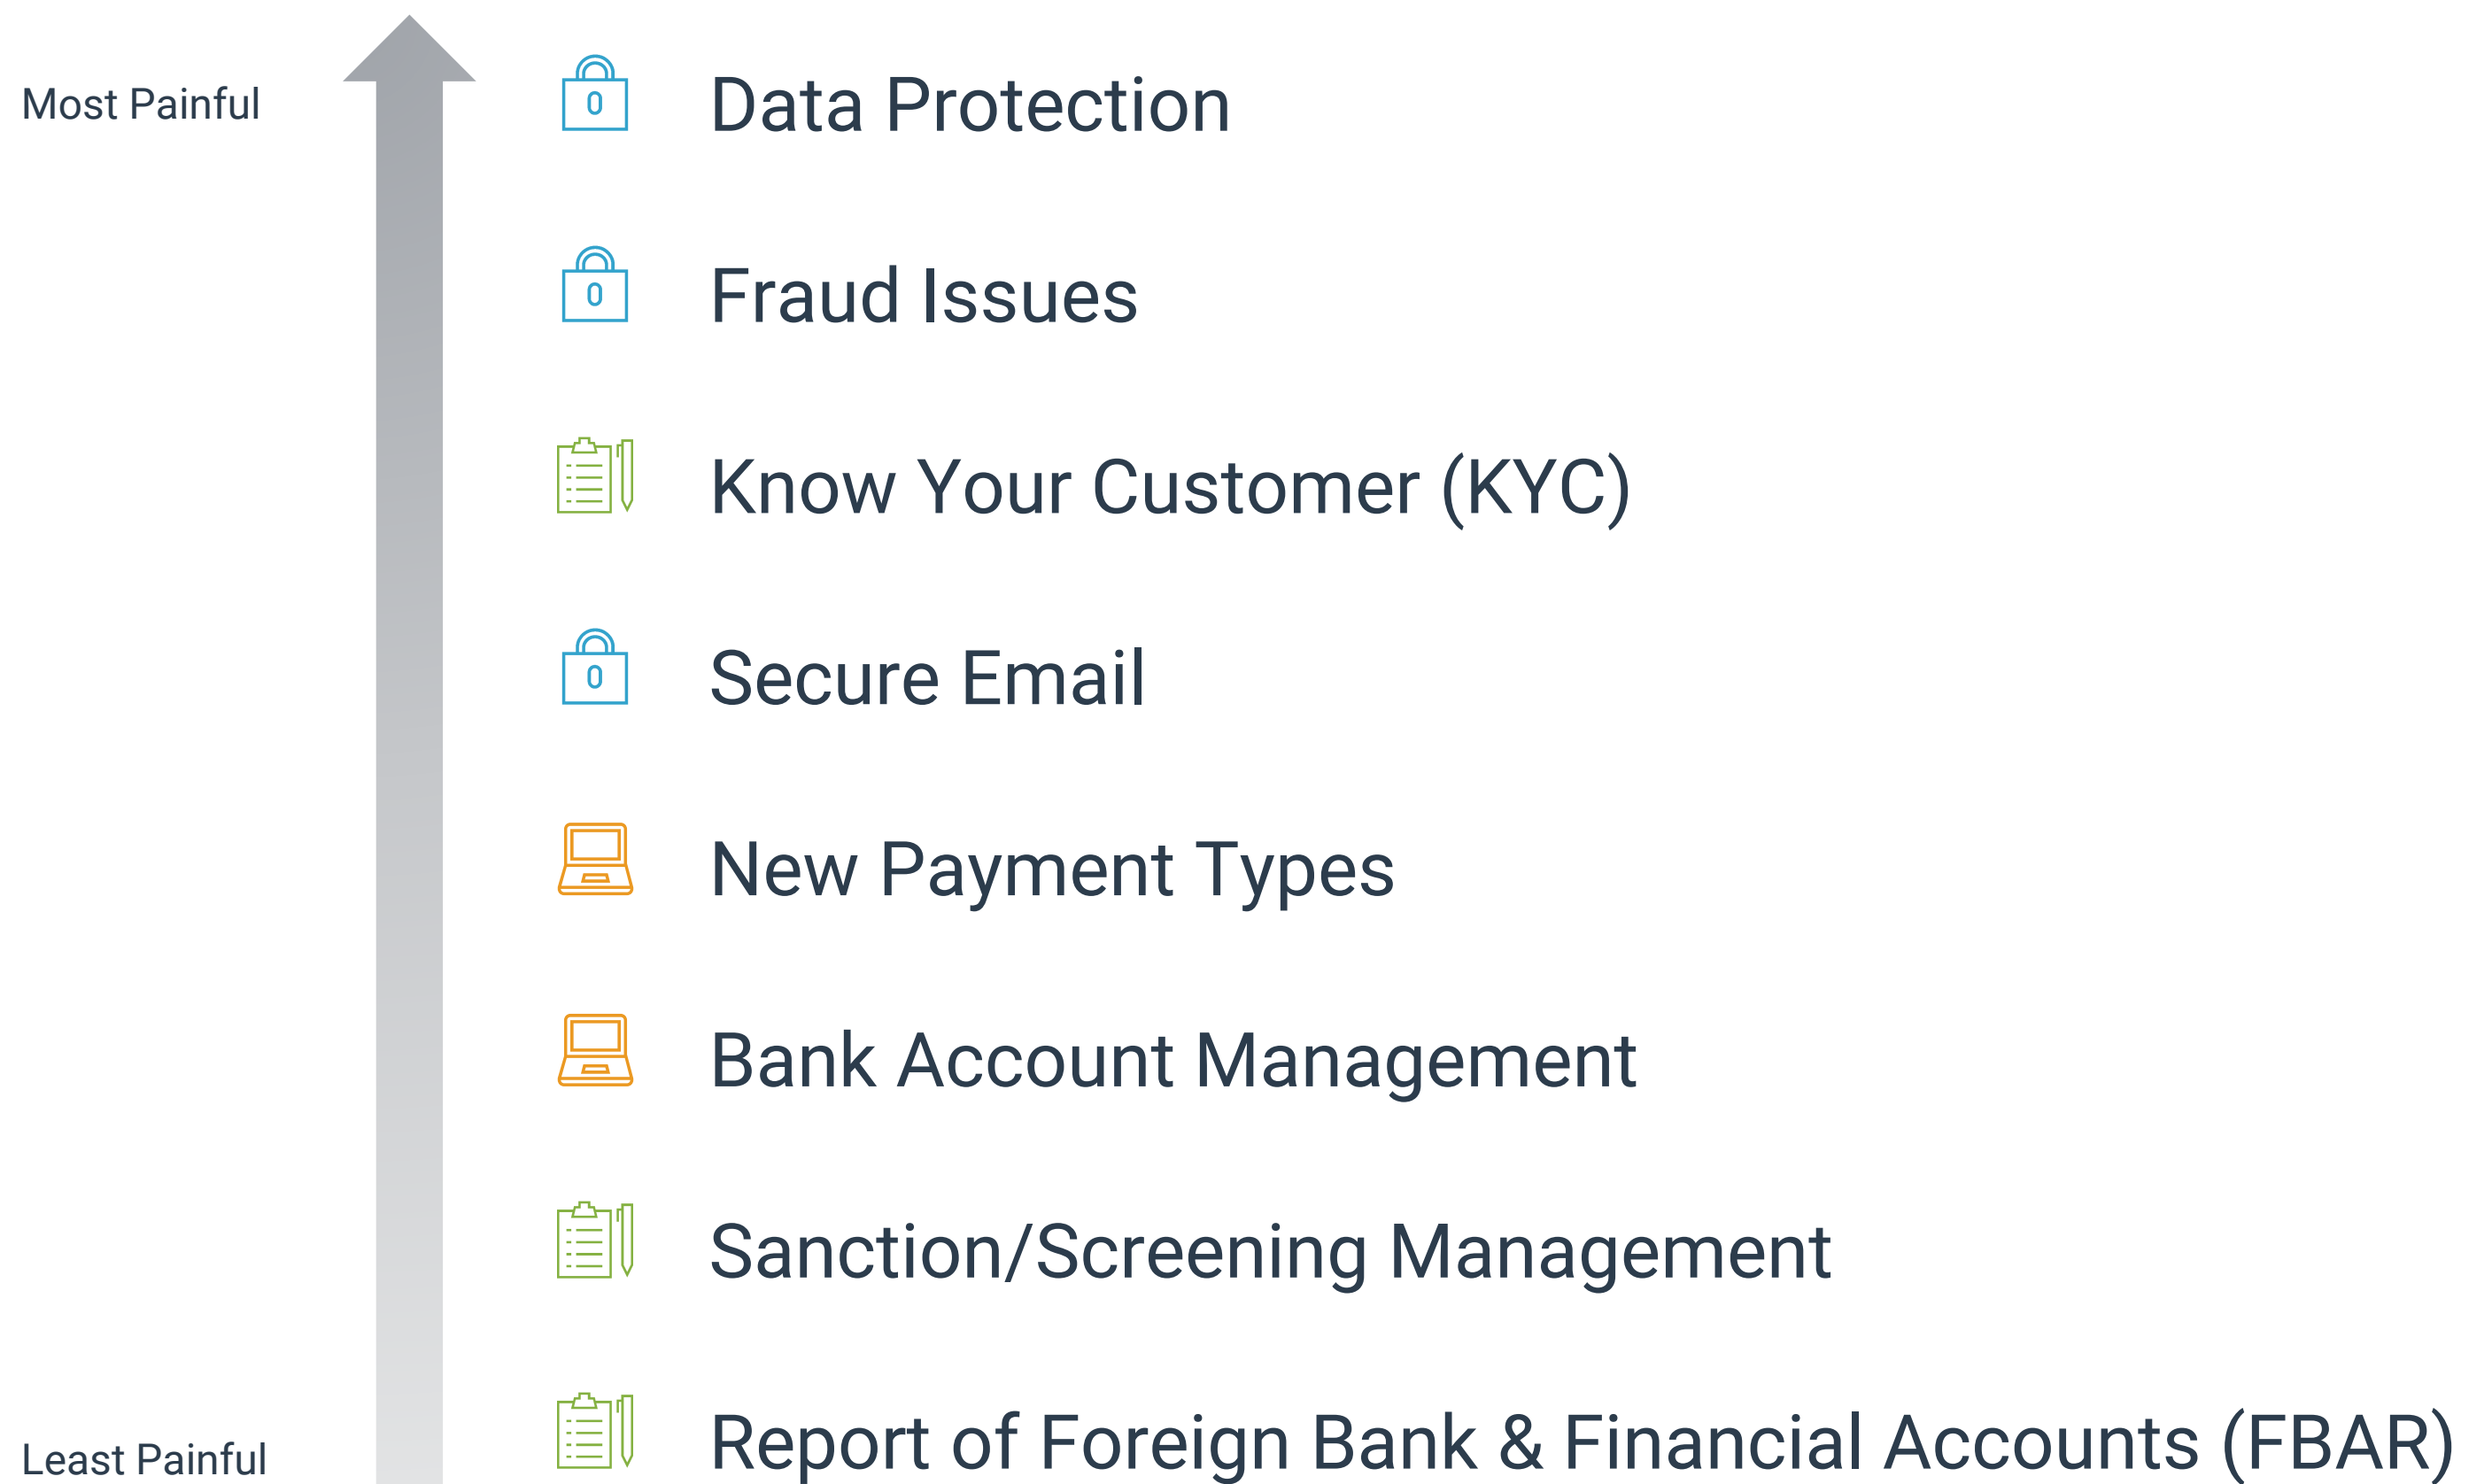 Most Painful
Data Protection
Fraud Issues
Know Your Customer (KYC)
Secure Email
New Payment Types
Bank Account Management
Sanction/Screening Management
Least Painful
Report of Foreign Bank & Financial Accounts (FBAR)